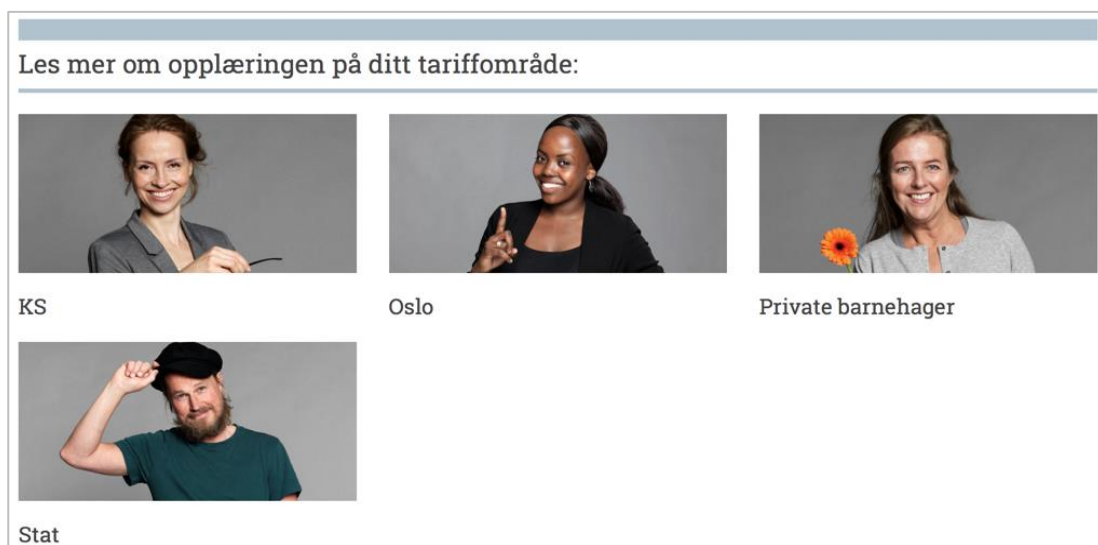 Les mer om opplæringen på ditt tariffområde:
KS
Oslo
Private barnehager
Stat